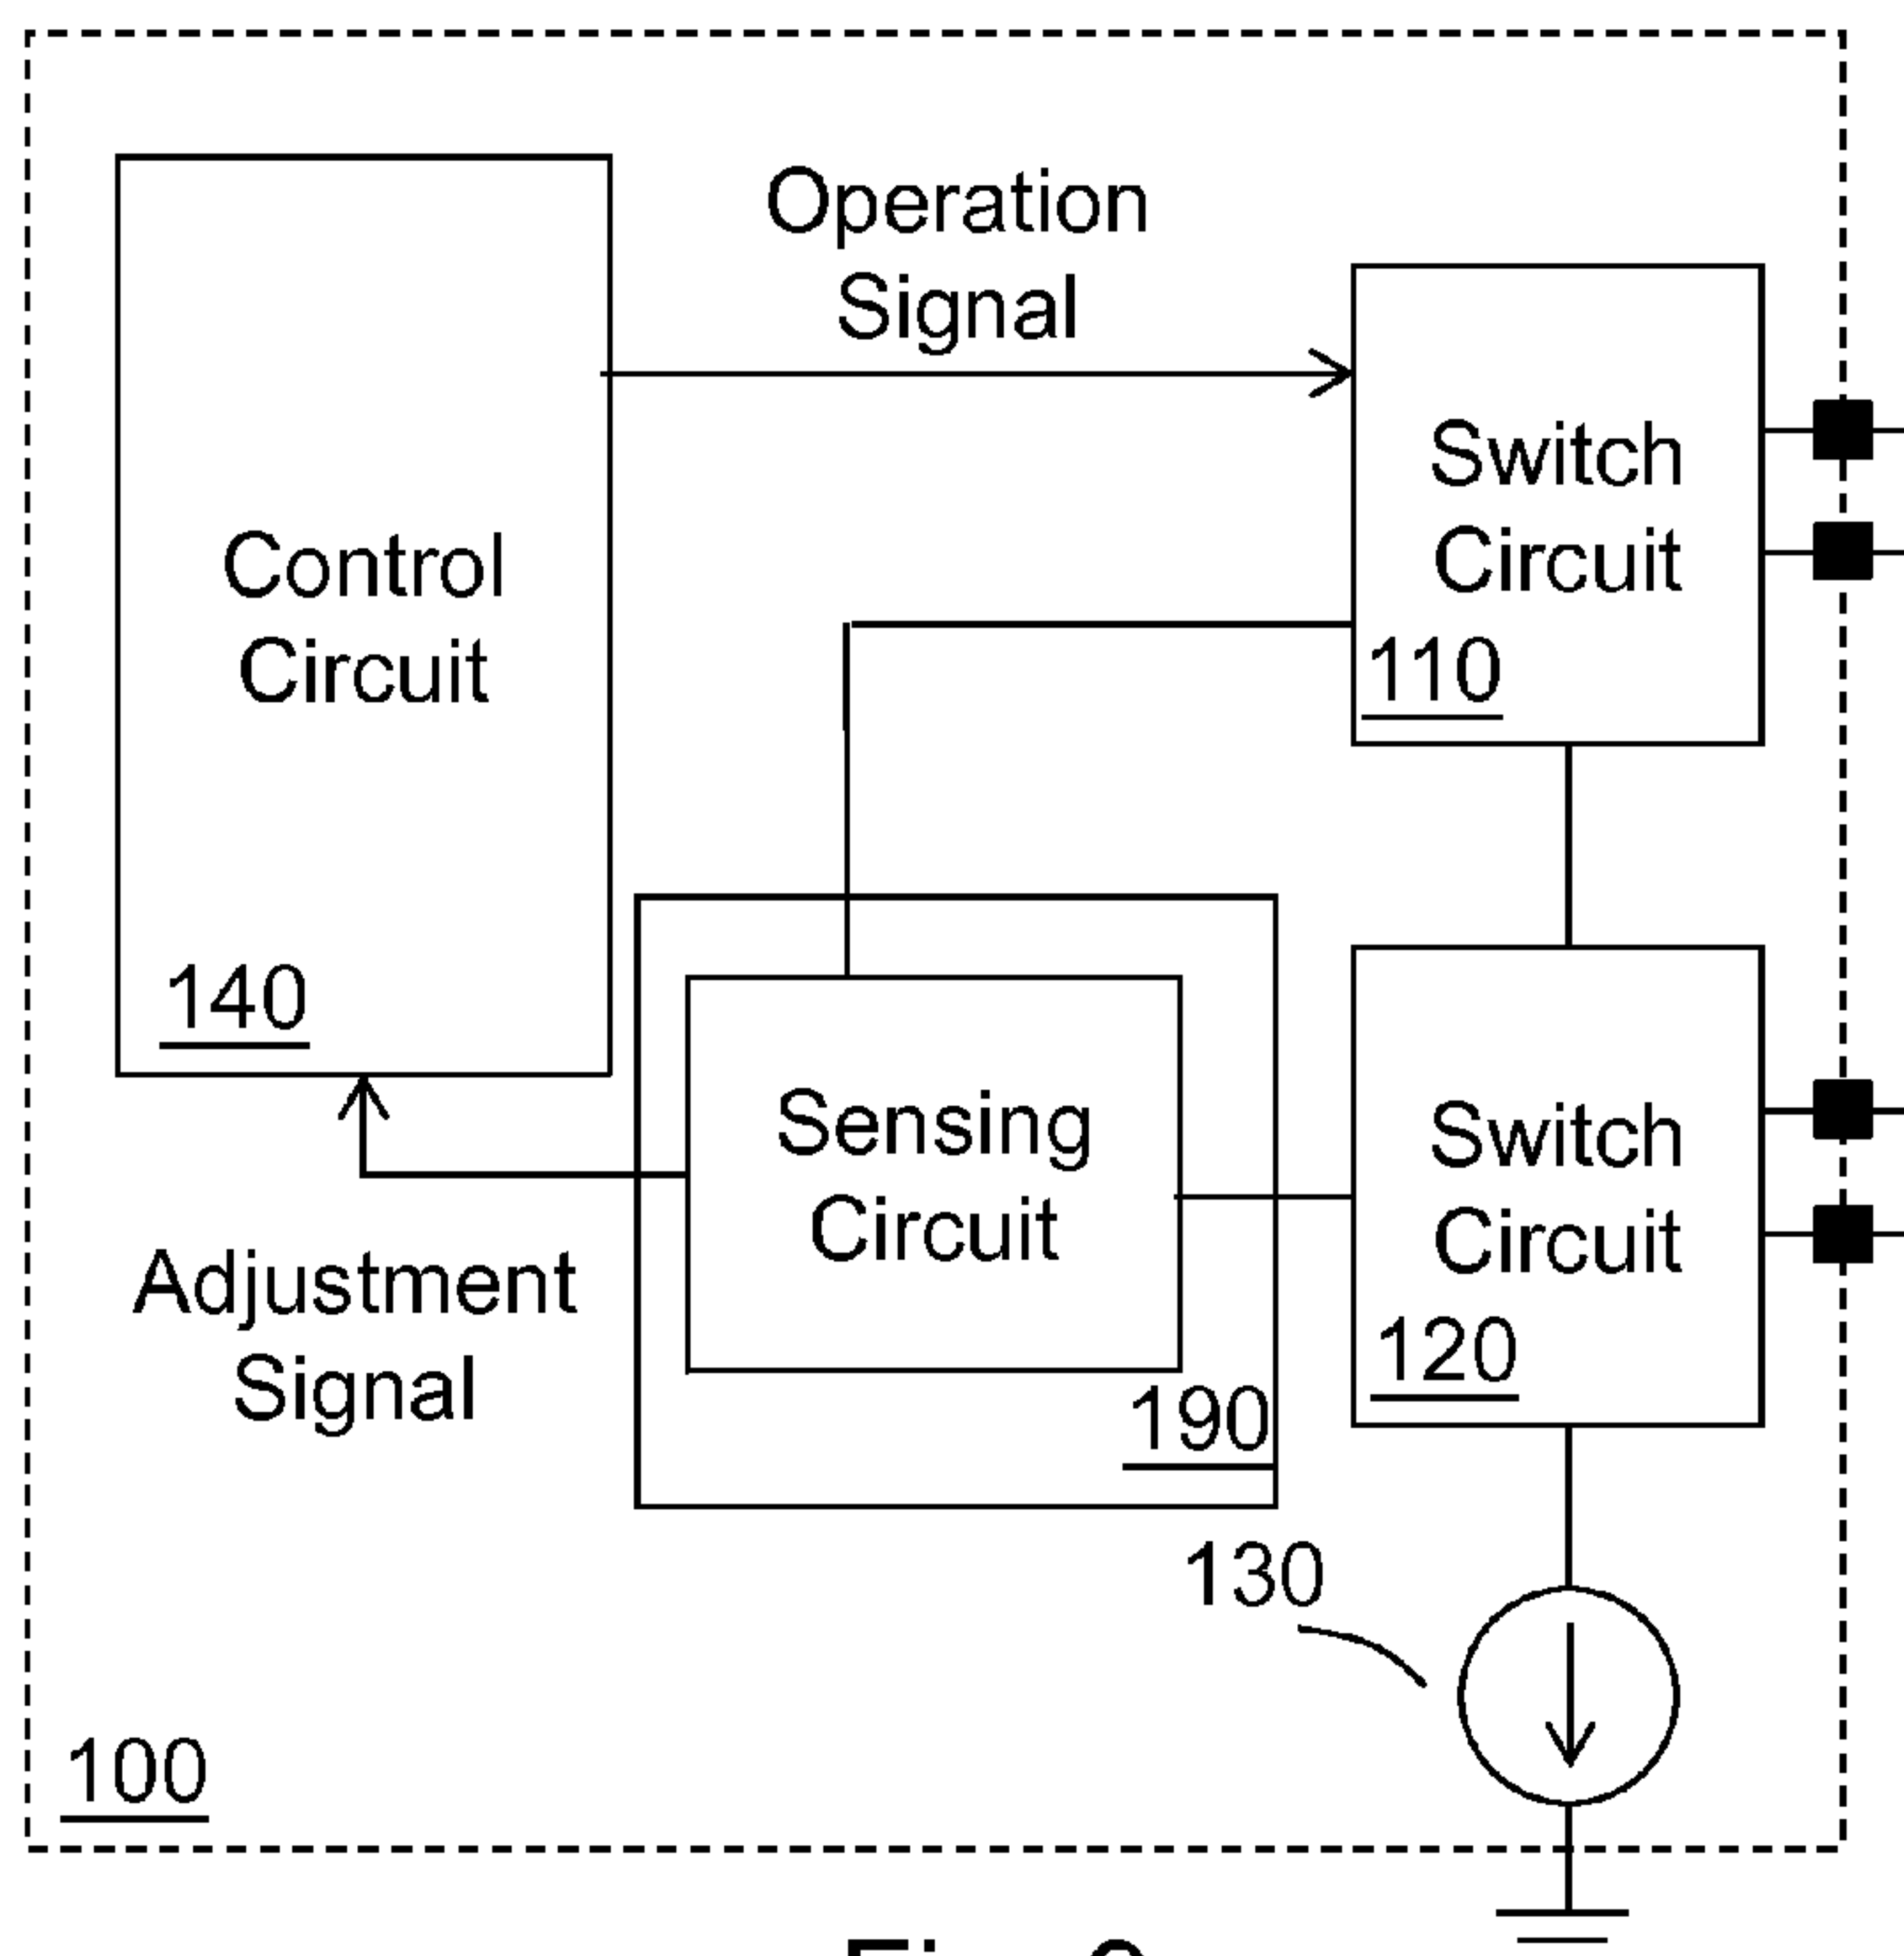 Operation
Signal
Control
Circuit
140
Switch
Circuit
110
Sensing
Circuit
190
Switch
Circuit
120
Adjustment
Signal
130
100